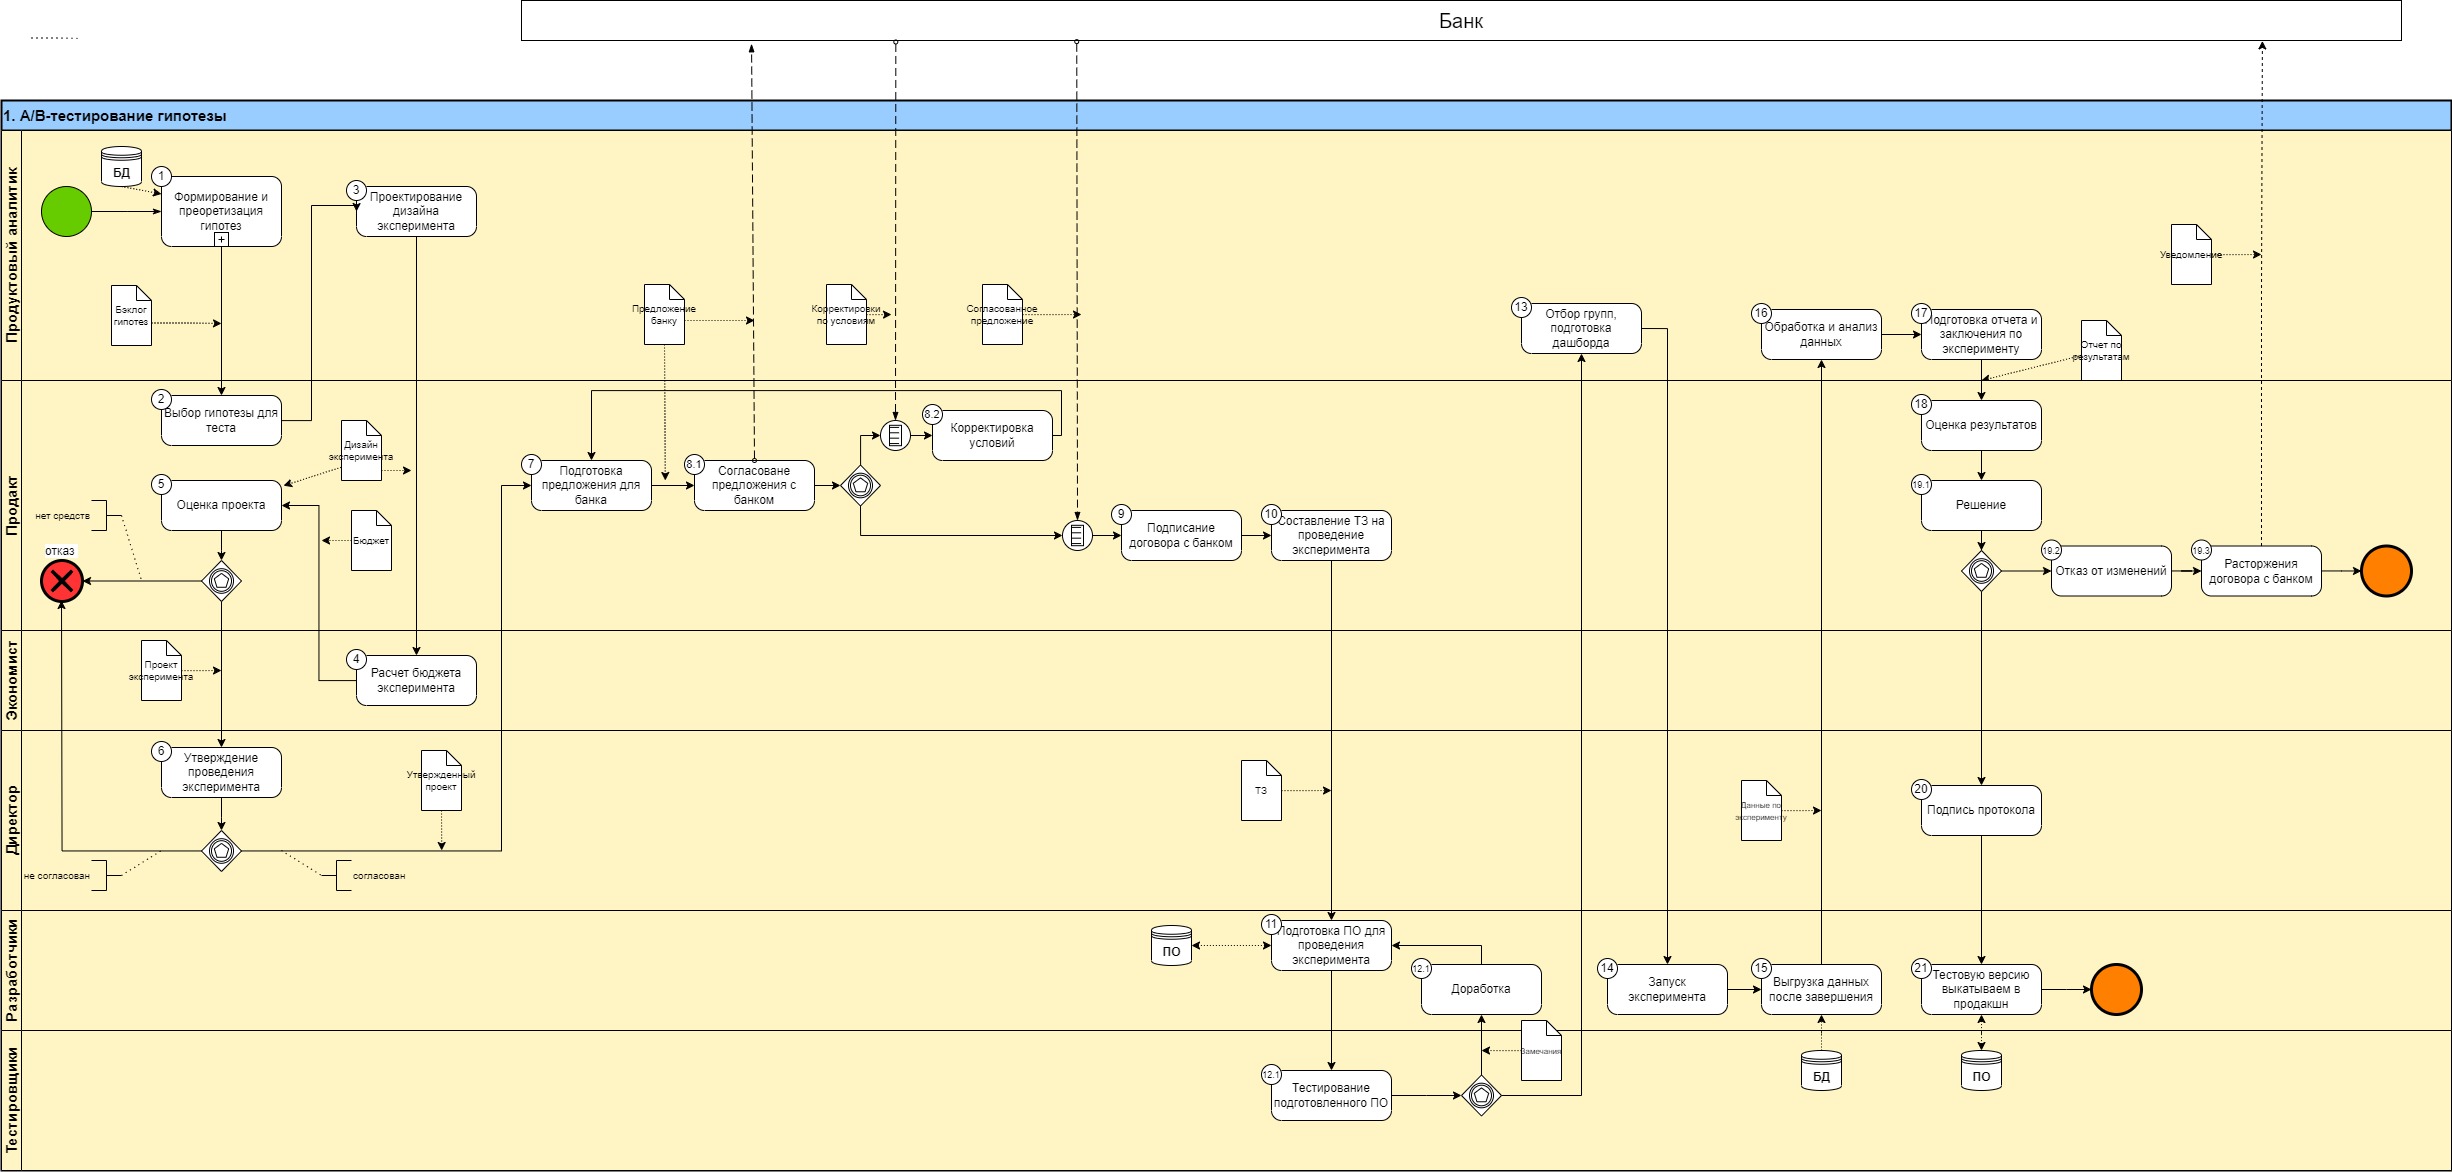 Банк
..........
1. А/В-тестирование гипотезы
Продуктовый аналитик
БД
1
Формирование и
преоретизация
гипотез
3
Проектирование
дизайна
эксперимента
Бэклог
гипотез
Предложение
банку
Корректировки
по условиям
Согласованное
предложение
13
Отбор групп,
подготовка
дашборда
16
Обработка и анализ
данных
17
Подготовка отчета и
заключения по
эксперименту
Уведомление
Отчет по
результатам
Продакт
2
Выбор гипотезы для
теста
Дизайн
эксперимента
5
Оценка проекта
нет средств
отказ
Бюджет
7
Подготовка
предложения для
банка
8.1
Согласоване
предложения с
банком
8.2
Корректировка
условий
9
Подписание
договора с банком
10
Составление ТЗ на
проведение
эксперимента
18
Оценка результатов
19.1
Решение
19.2
Отказ от изменений
19.3
Расторжения
договора с банком
Экономист
Проект
эксперимента
4
Расчет бюджета
эксперимента
Директор
6
Утверждение
проведения
эксперимента
Утвержденный
проект
не согласован
согласован
ТЗ
Данные по
эксперименту
20
Подпись протокола
Разработчики
ПО
11
Подготовка ПО для
проведения
эксперимента
12.1
Доработка
14
Запуск
эксперимента
15
Выгрузка данных
после завершения
21
Тестовую версию
выкатываем в
продакшн
Тестировщики
12.1
Тестирование
подготовленного ПО
Замечания
БД
ПО